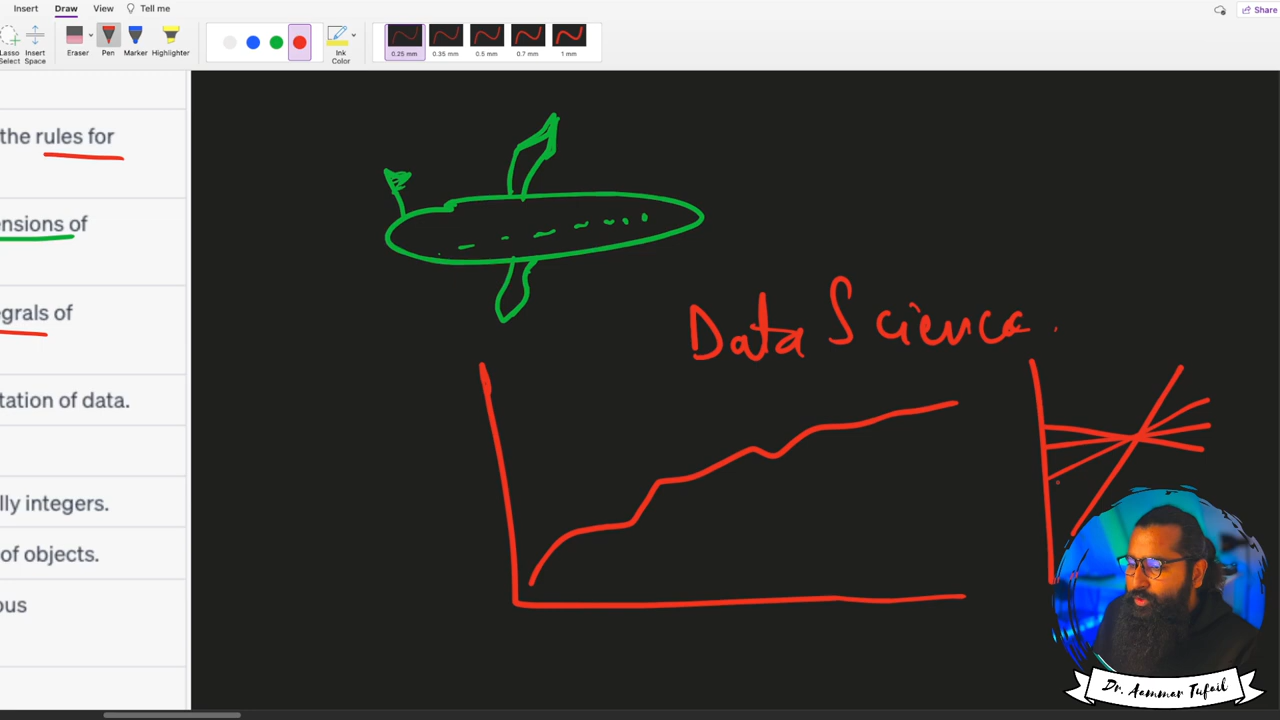 Insert Draw View Tell me
Share
Lasso Select
Insert Space
Eraser
Pen
Marker
Highlighter
Ink Color
0.25 mm
0.35 mm
0.5 mm
0.7 mm
1 mm
the rules for
ensions of
egrals of
tation of data.
lly integers.
of objects.
ous
Data Science.
Dr. Aammar Tufail